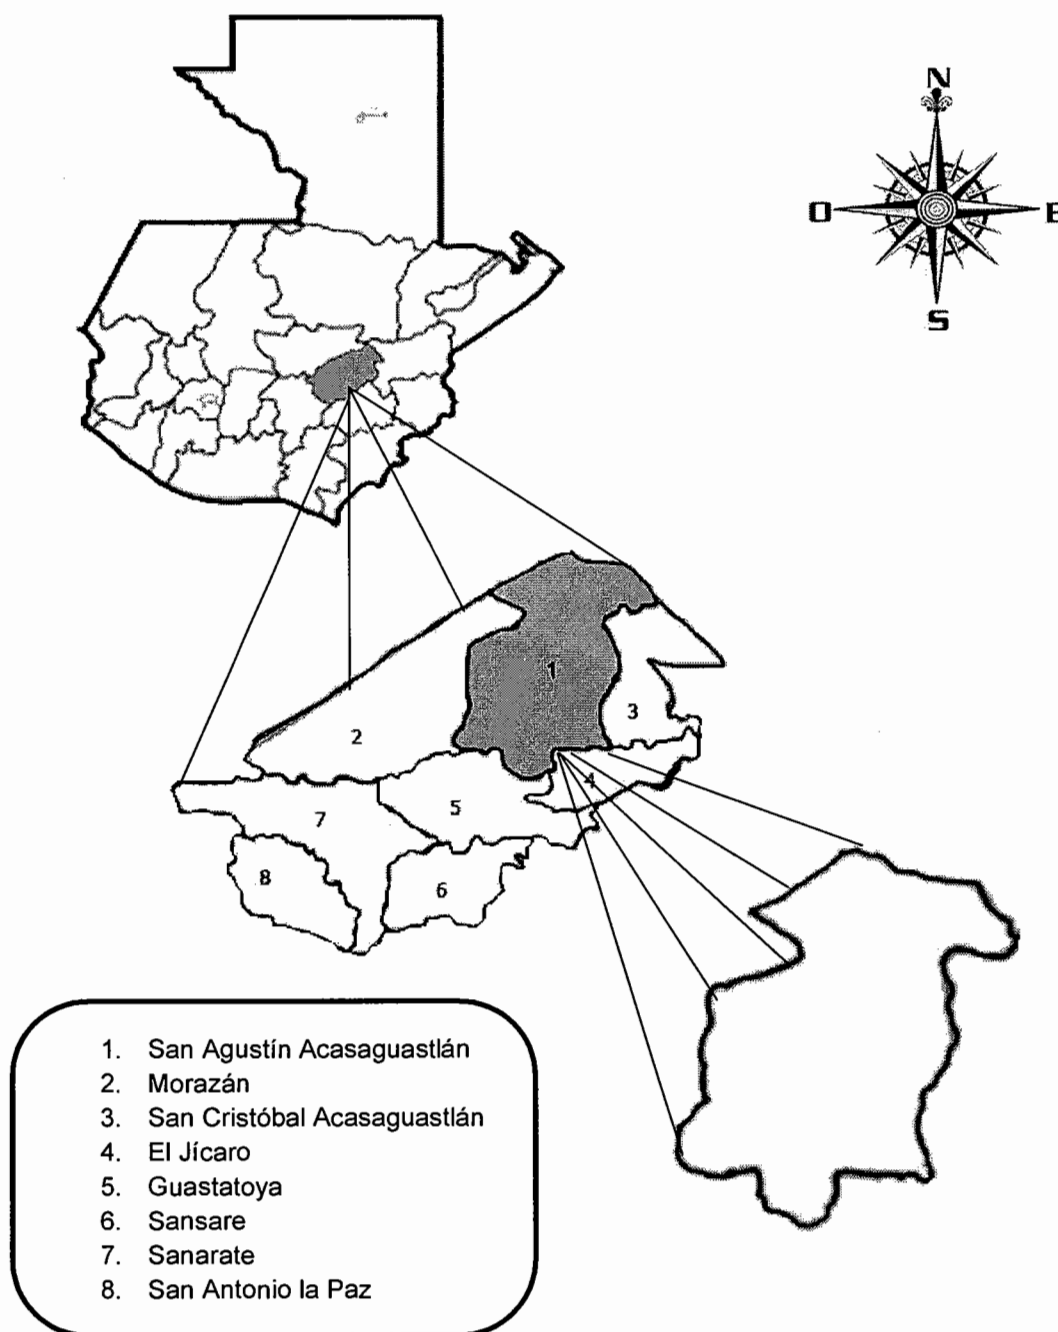 N
O
E
S
1
2
3
4
5
7
8
6
1. San Agustín Acasaguastlán
2. Morazán
3. San Cristóbal Acasaguastlán
4. El Jícaro
5. Guastatoya
6. Sansare
7. Sanarate
8. San Antonio la Paz